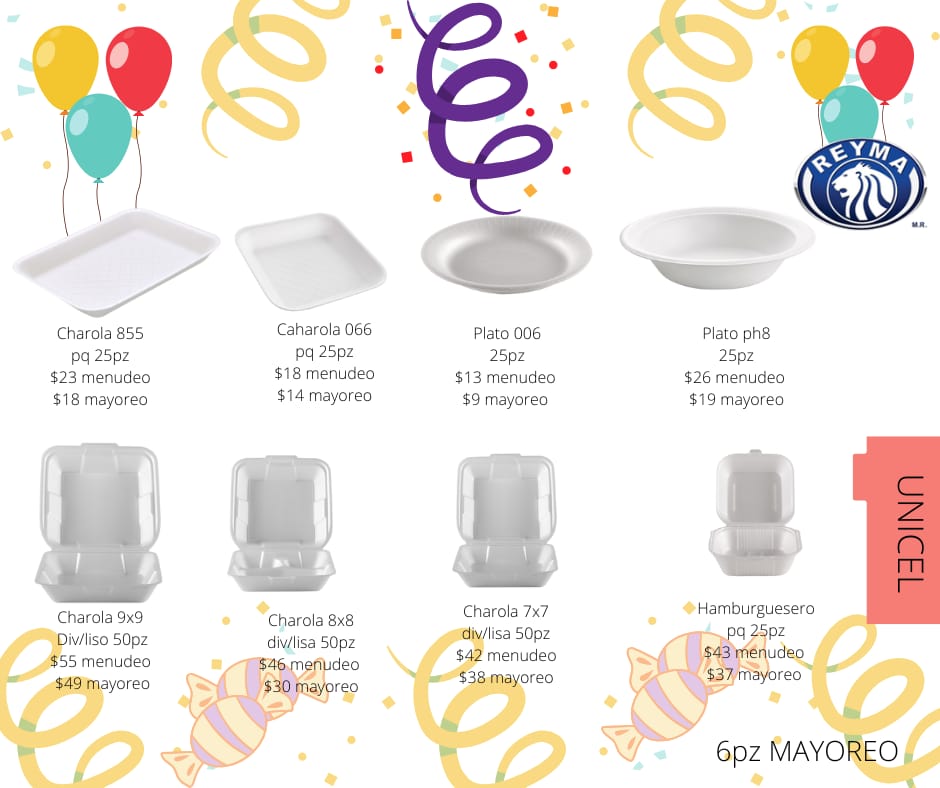 REYMA
M.R.
Charola 855
pq 25pz
$23 menudeo
$18 mayoreo
Caharola 066
pq 25pz
$18 menudeo
$14 mayoreo
Plato 006
25pz
$13 menudeo
$9 mayoreo
Plato ph8
25pz
$26 menudeo
$19 mayoreo
UNICEL
Charola 9x9
Div/liso 50pz
$55 menudeo
$49 mayoreo
Charola 8x8
div/lisa 50pz
$46 menudeo
$30 mayoreo
Charola 7x7
div/lisa 50pz
$42 menudeo
$38 mayoreo
Hamburguesero
pq 25pz
$43 menudeo
$37 mayoreo
6pz MAYOREO